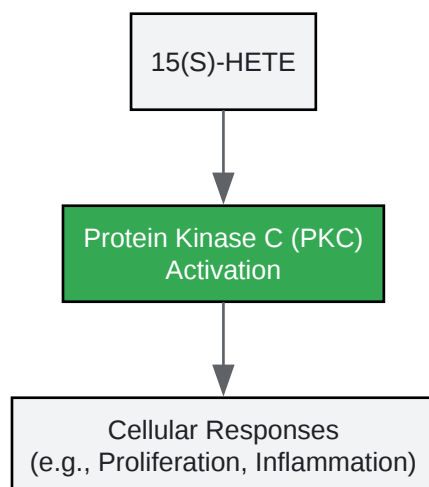 15(S)-HETE
Protein Kinase C (PKC)
Activation
Cellular Responses
(e.g., Proliferation, Inflammation)